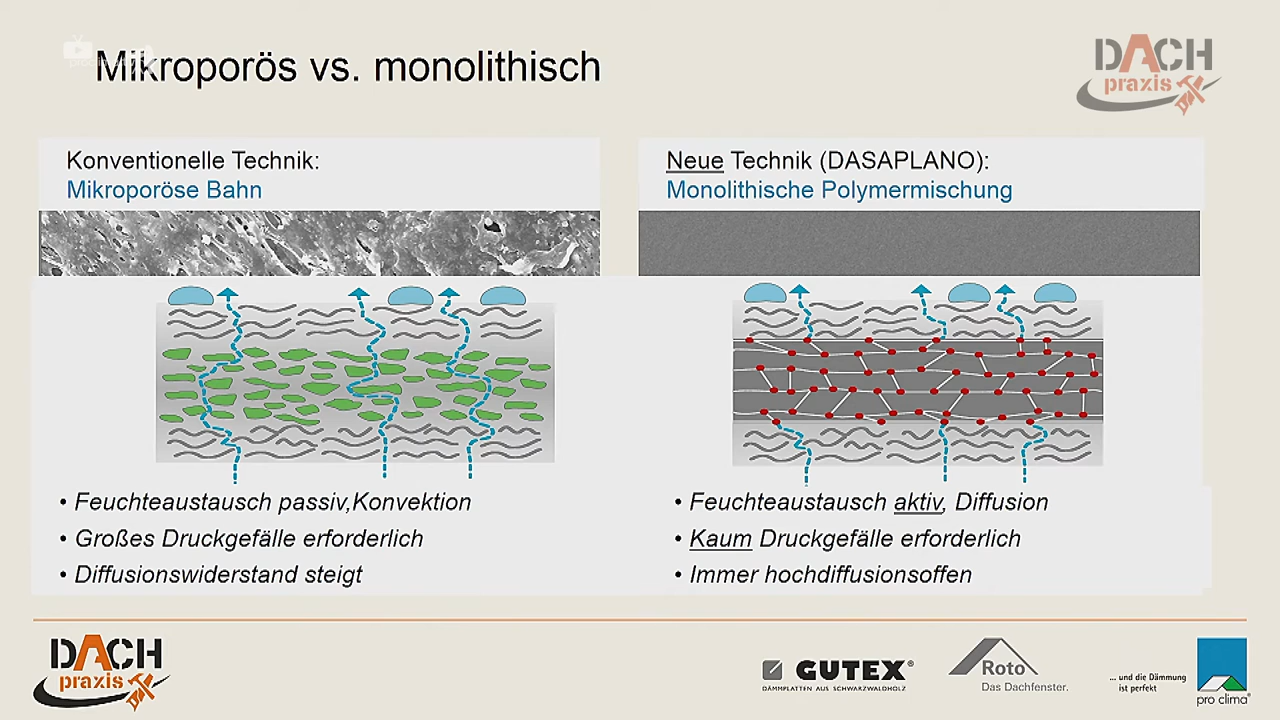 Mikroporös vs. monolithisch
DACH
praxis
Konventionelle Technik:
Mikroporöse Bahn
Neue Technik (DASAPLANO):
Monolithische Polymermischung
• Feuchteaustausch passiv,Konvektion
• Großes Druckgefälle erforderlich
• Diffusionswiderstand steigt
• Feuchteaustausch aktiv, Diffusion
• Kaum Druckgefälle erforderlich
• Immer hochdiffusionsoffen
DACH
praxis
GUTEX®
DÄMMPLATTEN AUS SCHWARZWALDHOLZ
Roto
Das Dachfenster.
... und die Dämmung
ist perfekt
pro clima®